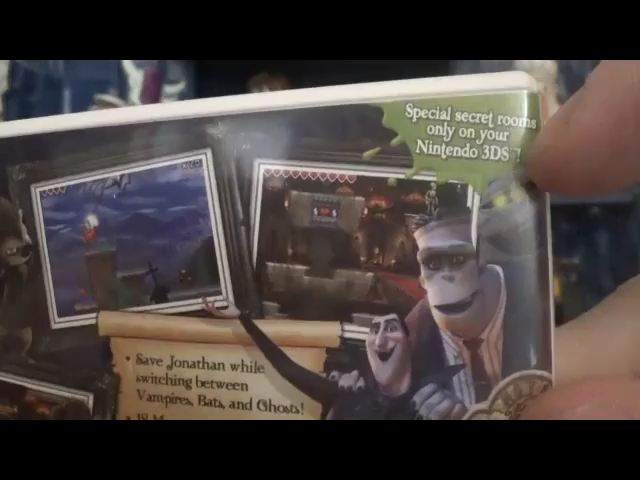 Special secret rooms
only on your
Nintendo 3DS !
• Save Jonathan while
switching between
Vampires, Bats, and Ghosts!